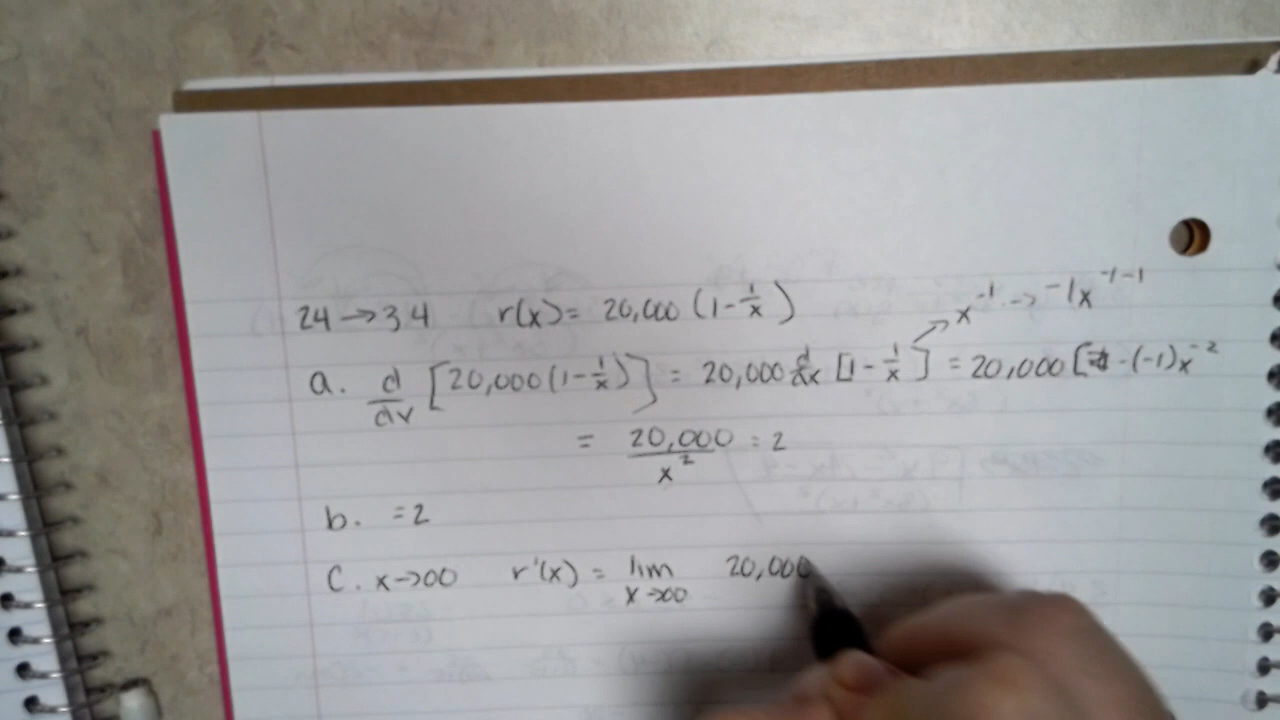 24 → 34 r(x) = 20,000 (1 - 1/x)
x^-1 -> -1x^-1-1
a. d/dx [20,000 (1 - 1/x)] = 20,000 d/dx [1 - 1/x] = 20,000 [ - (-1)x^-2
= 20,000/x^2 = 2
b. = 2
C. x→∞ r'(x) = lim x→∞ 20,000